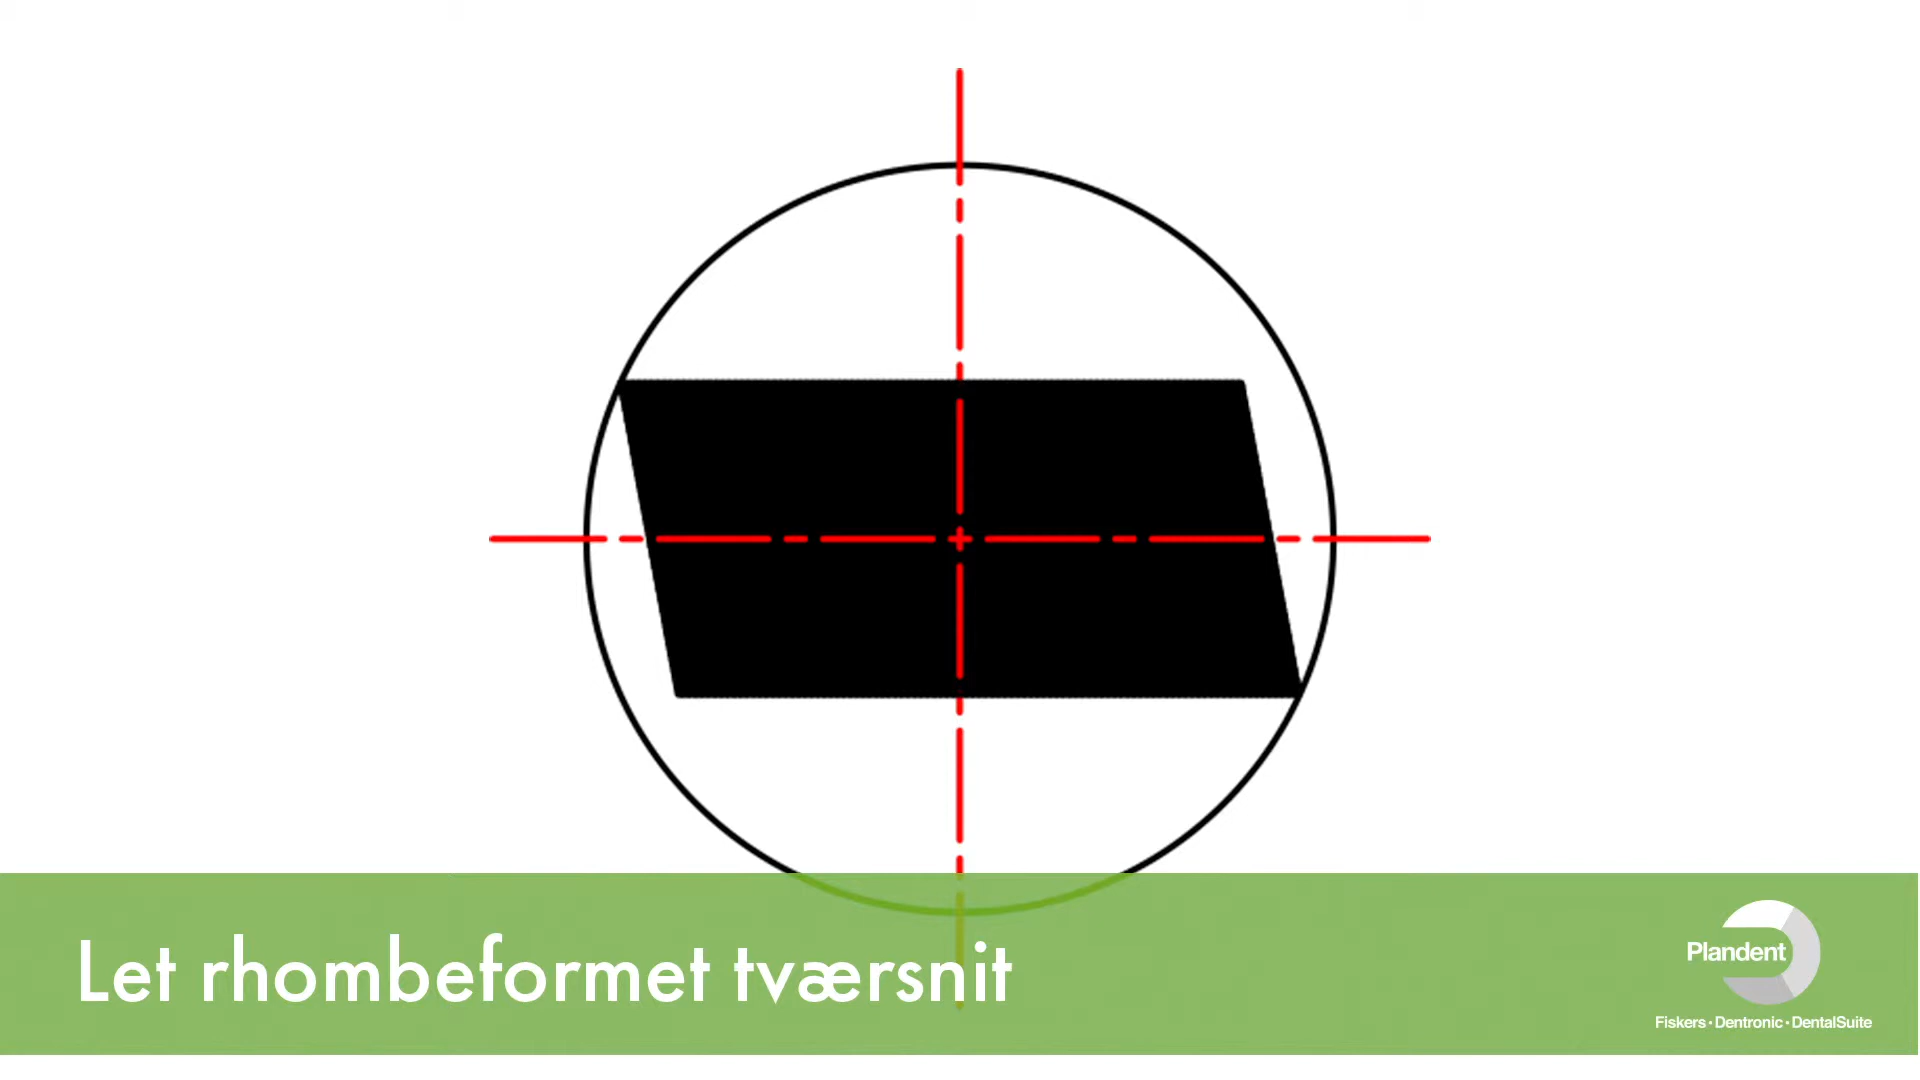 Let rhombeformet tværsnit
Plandent
Fiskers · Dentronic · DentalSuite